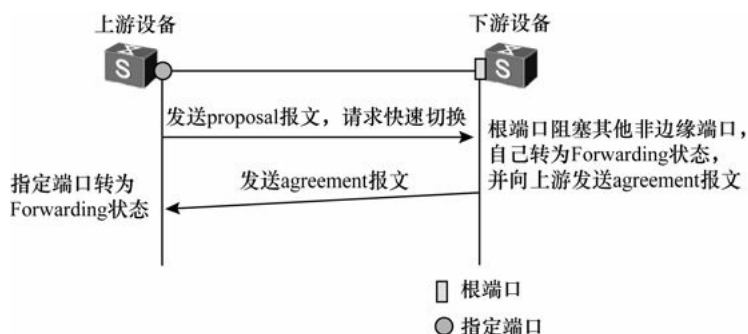 上游设备
下游设备
S
S
发送proposal报文，请求快速切换
根端口阻塞其他非边缘端口，
自己转为Forwarding状态，
并向上游发送agreement报文
发送agreement报文
指定端口转为
Forwarding状态
根端口
指定端口